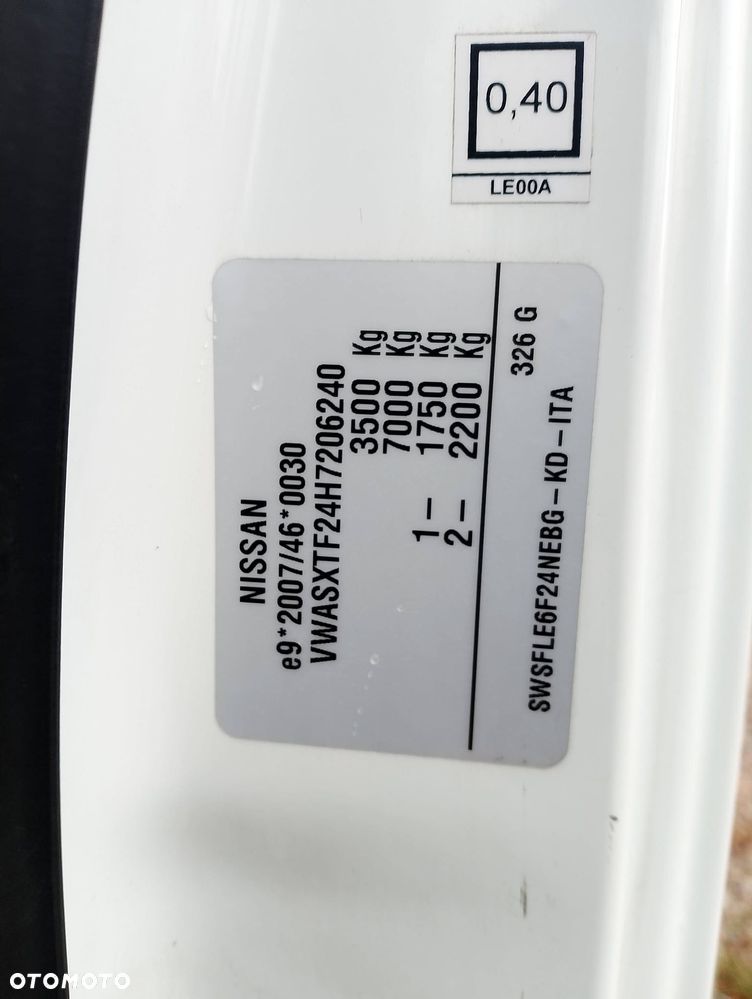 0,40
LE00A
NISSAN
e9*2007/46*0030
VWASXTF24H7206240
3500 Kg
7000 Kg
1– 1750 Kg
2– 2200 Kg
326 G
SWSFLE6F24NEBG–KD–ITA
OTOMOTO